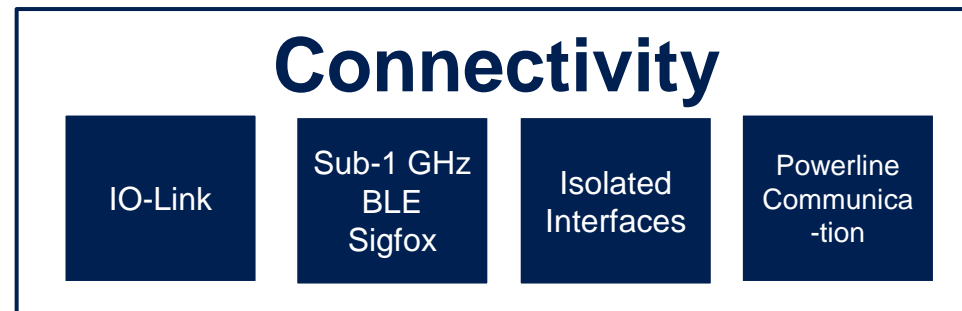 Connectivity
IO-Link
Sub-1 GHz
BLE
Sigfox
Isolated
Interfaces
Powerline
Communica
-tion